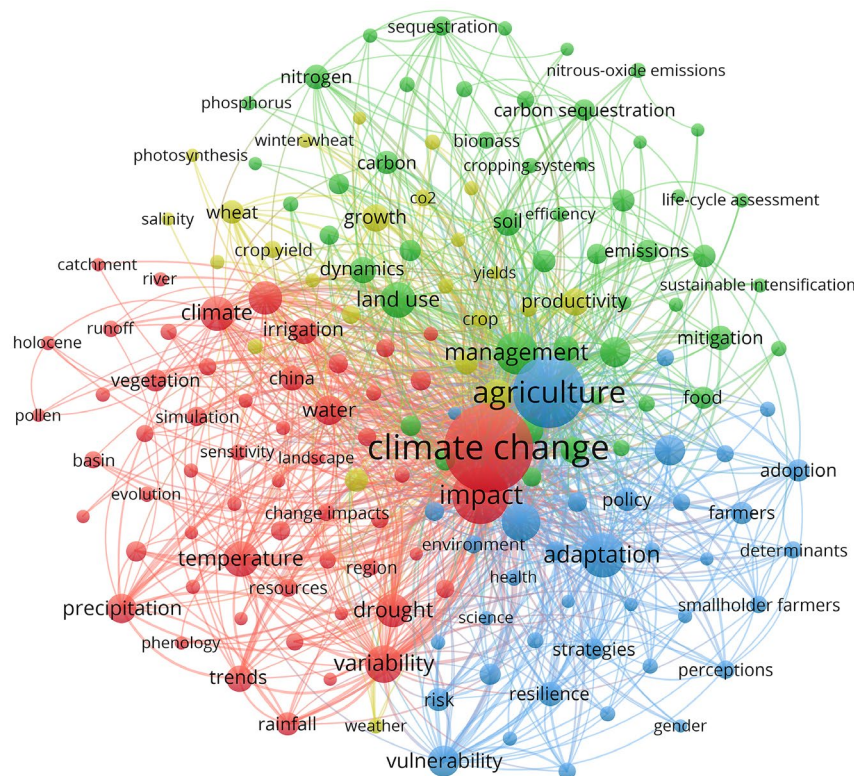 sequestration
nitrogen
nitrous-oxide emissions
phosphorus
carbon sequestration
winter-wheat
biomass
photosynthesis
carbon
cropping systems
co2
life-cycle assessment
salinity
wheat
growth
soil
efficiency
crop yield
emissions
catchment
river
dynamics
yields
sustainable intensification
climate
land use
productivity
holocene
runoff
irrigation
crop
mitigation
management
vegetation
china
agriculture
food
pollen
simulation
water
climate change
basin
sensitivity
landscape
adoption
evolution
impact
policy
change impacts
farmers
temperature
environment
adaptation
determinants
region
resources
health
precipitation
drought
science
smallholder farmers
phenology
strategies
trends
variability
perceptions
risk
resilience
rainfall
weather
gender
vulnerability